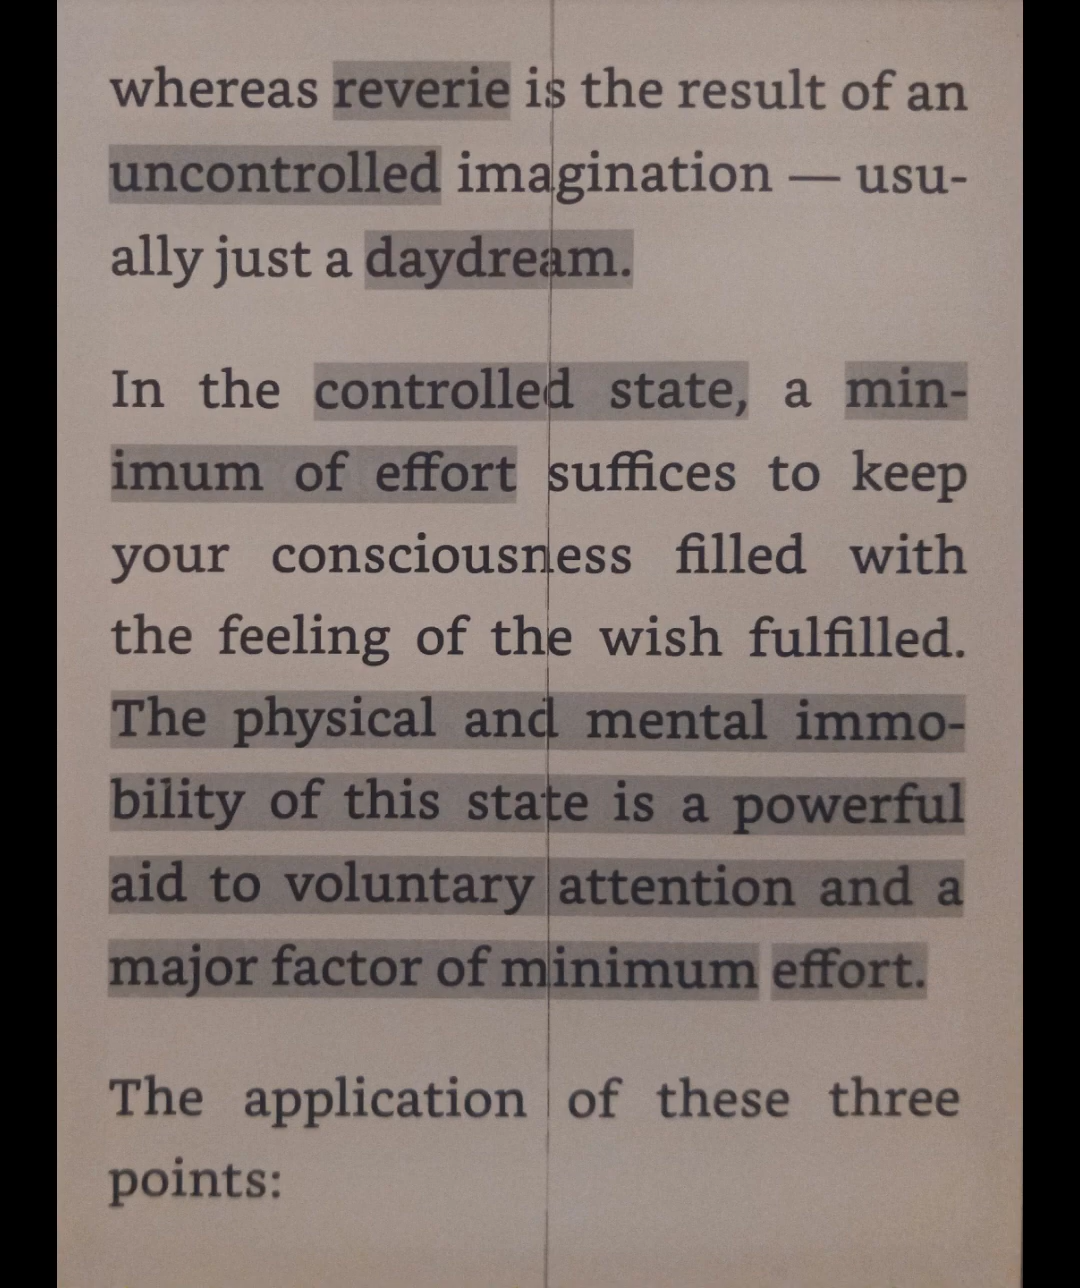 whereas reverie is the result of an
uncontrolled imagination — usu-
ally just a daydream.
In the controlled state, a min-
imum of effort suffices to keep
your consciousness filled with
the feeling of the wish fulfilled.
The physical and mental immo-
bility of this state is a powerful
aid to voluntary attention and a
major factor of minimum effort.
The application of these three
points: